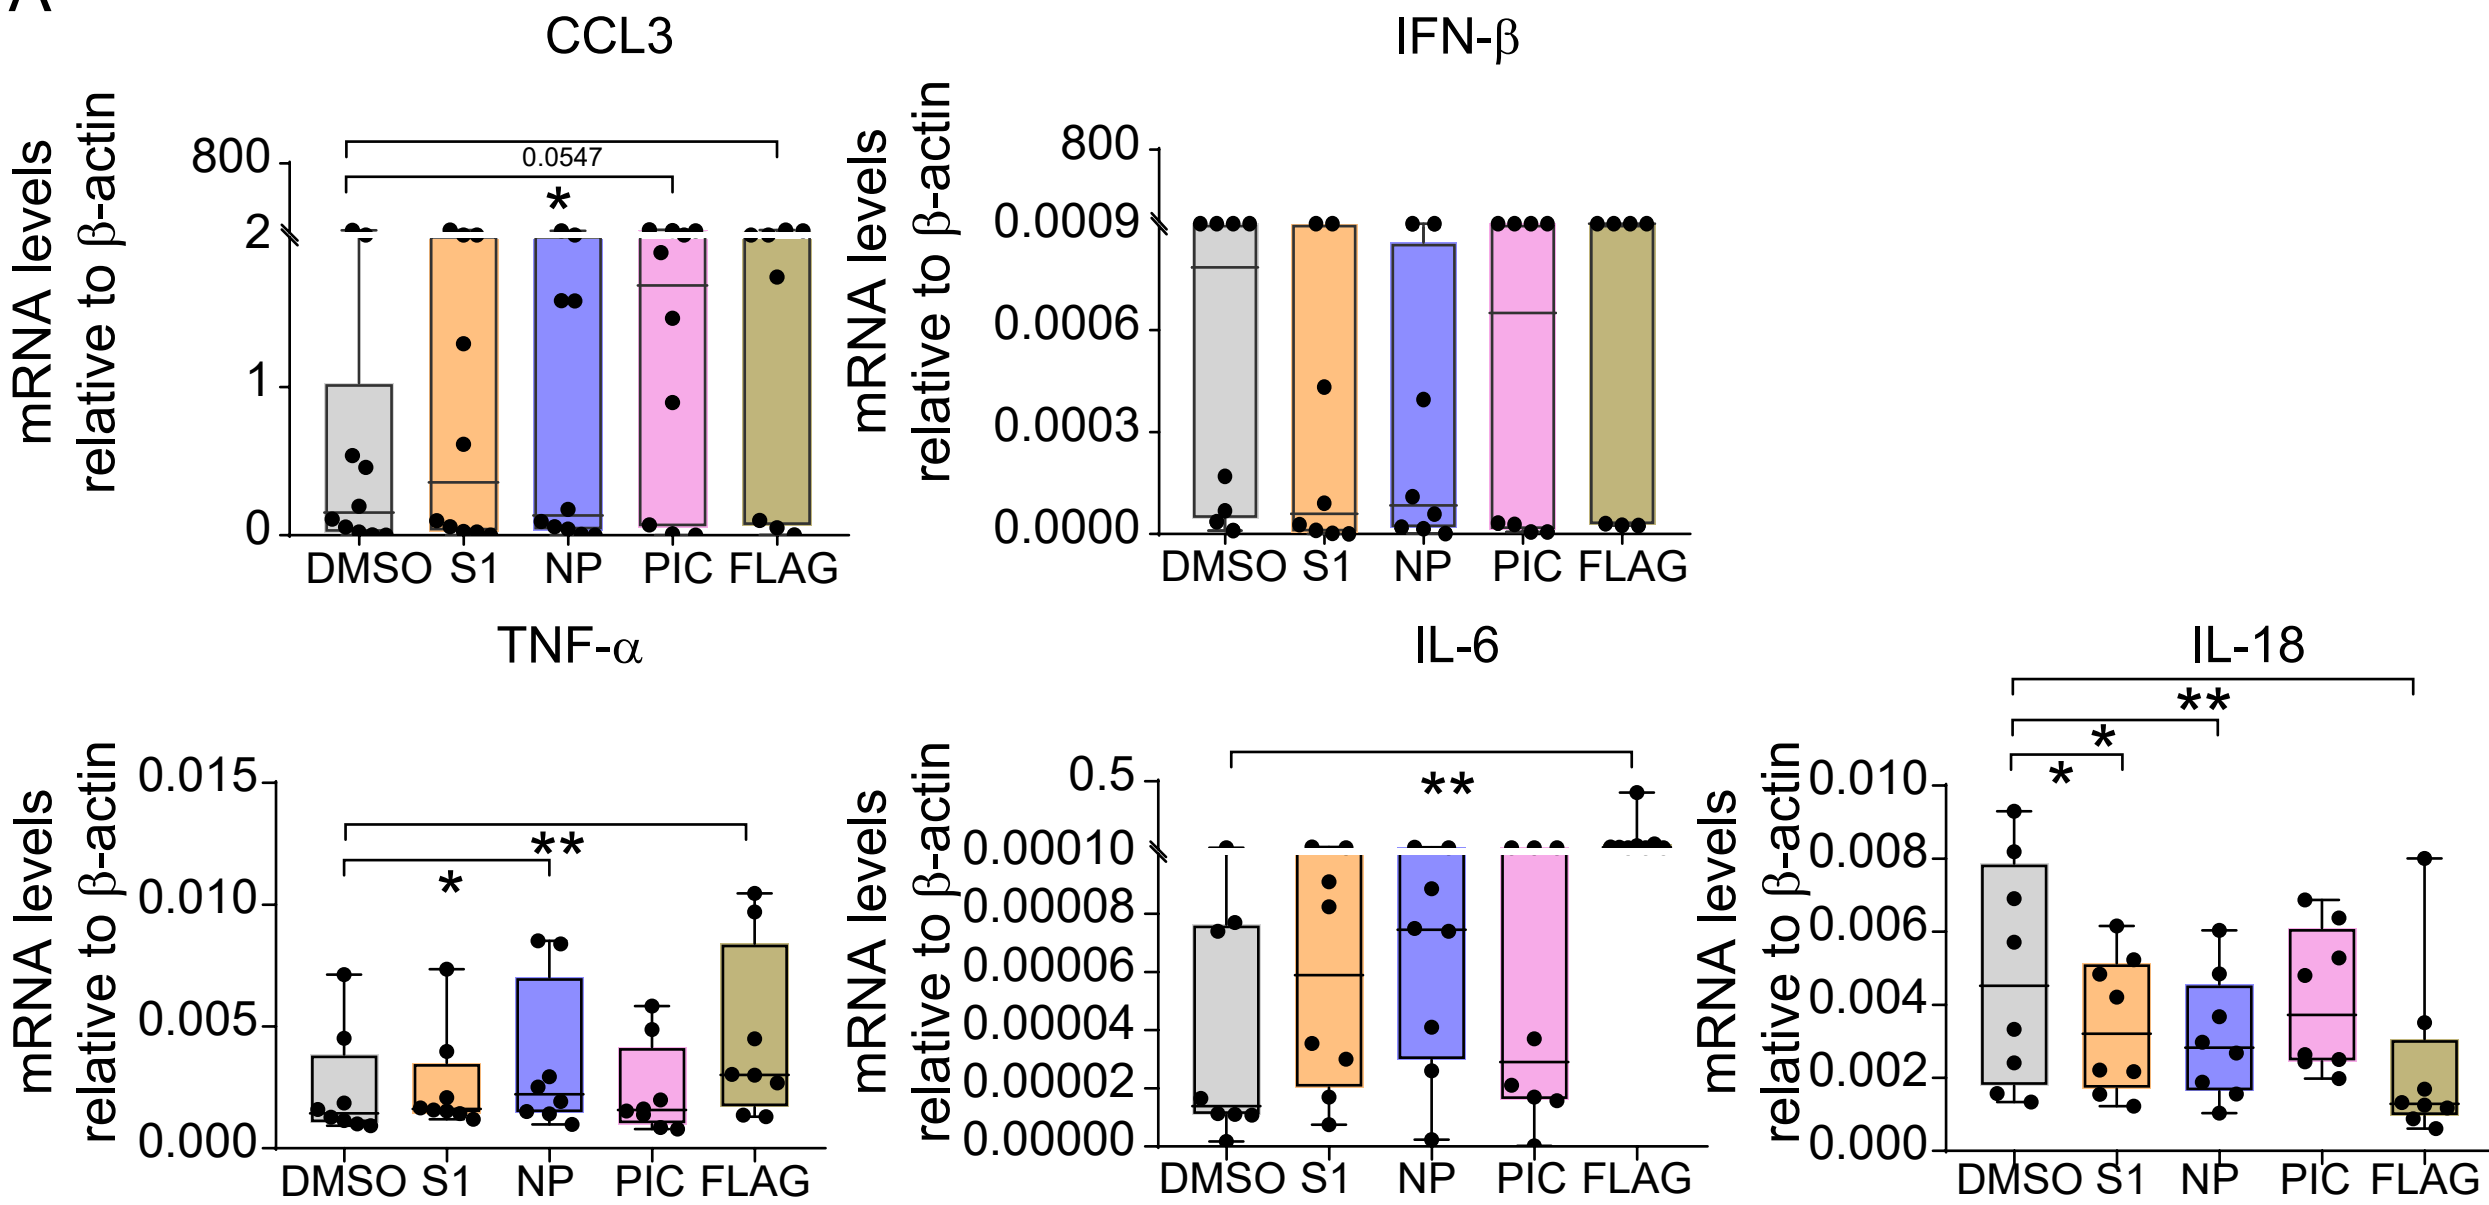 A
CCL3
mRNA levels
relative to β-actin
800
2
1
0
0.0547
*
DMSO S1 NP PIC FLAG
IFN-β
mRNA levels
relative to β-actin
800
0.0009
0.0006
0.0003
0.0000
DMSO S1 NP PIC FLAG
TNF-α
mRNA levels
relative to β-actin
0.015
0.010
0.005
0.000
**
*
DMSO S1 NP PIC FLAG
IL-6
mRNA levels
relative to β-actin
0.5
0.00010
0.00008
0.00006
0.00004
0.00002
0.00000
**
DMSO S1 NP PIC FLAG
IL-18
mRNA levels
relative to β-actin
0.010
0.008
0.006
0.004
0.002
0.000
**
*
*
DMSO S1 NP PIC FLAG